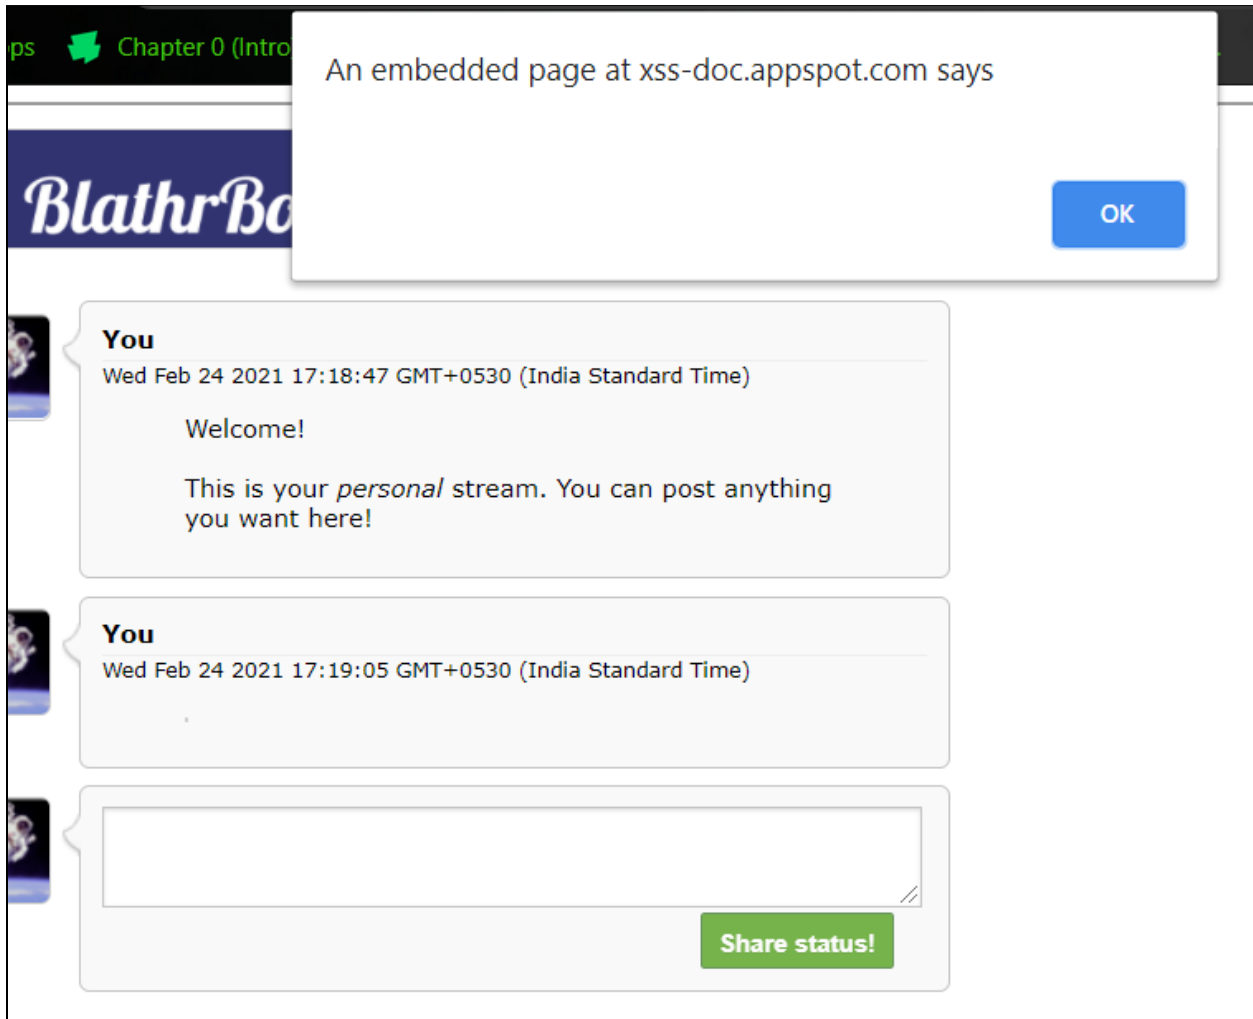 ps Chapter 0 (Intro)
An embedded page at xss-doc.appspot.com says
OK
BlathrBo
You
Wed Feb 24 2021 17:18:47 GMT+0530 (India Standard Time)
Welcome!
This is your personal stream. You can post anything
you want here!
You
Wed Feb 24 2021 17:19:05 GMT+0530 (India Standard Time)
Share status!